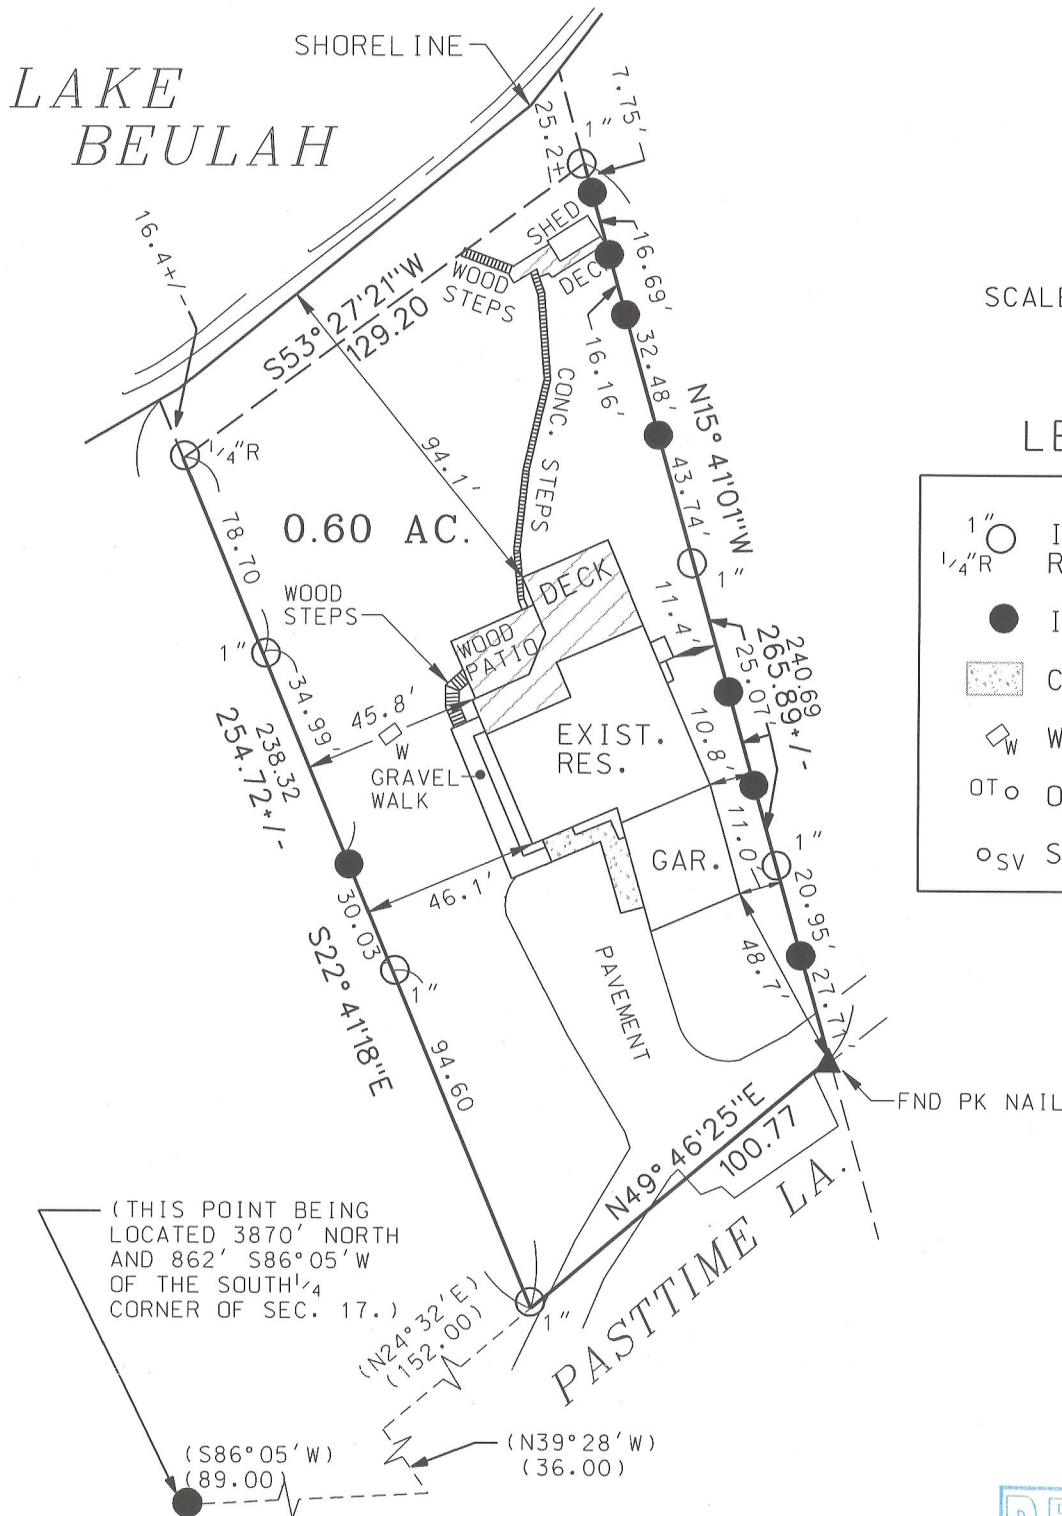 SHORELINE
LAKE
BEULAH
7.75'
25.2±
1"
16.4+/-
SHED
DECK
WOOD
STEPS
S53° 27'21"W
129.20
16.69'
16.16'
32.48'
SCALE
1/4"R
94.1'
CONC. STEPS
N15° 41'01"W
43.74'
1"
78.70
0.60 AC.
WOOD
STEPS
DECK
WOOD
PATIO
11.4'
25.07'
240.69
265.89+/-
1"
34.99'
238.32
254.72+/-
45.8'
W
GRAVEL
WALK
EXIST.
RES.
10.8'
11.0'
1"
GAR.
20.95'
46.1'
30.03
S22° 41'18"E
1"
PAVEMENT
48.7'
27.71'
94.60
FND PK NAIL
N49° 46'25"E
100.77
PASTTIME LA.
1"
(THIS POINT BEING
LOCATED 3870' NORTH
AND 862' S86°05'W
OF THE SOUTH 1/4
CORNER OF SEC. 17.)
(N24°32'E)
(152.00)
(N39°28'W)
(36.00)
(S86°05'W)
(89.00)
LE
1"
1/4"R
I
R
I
C
W W
OT O
SV S